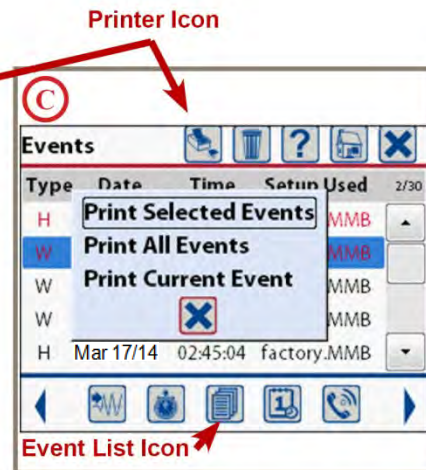 Printer Icon
C
Events ?
Type Date Time Setup Used 2/30
Print Selected Events
H MMB
W
Print All Events
MMB
W
Print Current Event
MMB
W MMB
H Mar 17/14 02:45:04 factory.MMB
1
Event List Icon